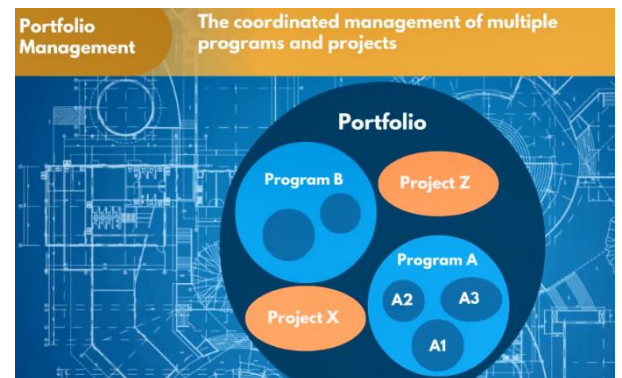 Portfolio
Management
The coordinated management of multiple
programs and projects
Portfolio
Program B
Project Z
Program A
A2
A3
Project X
A1